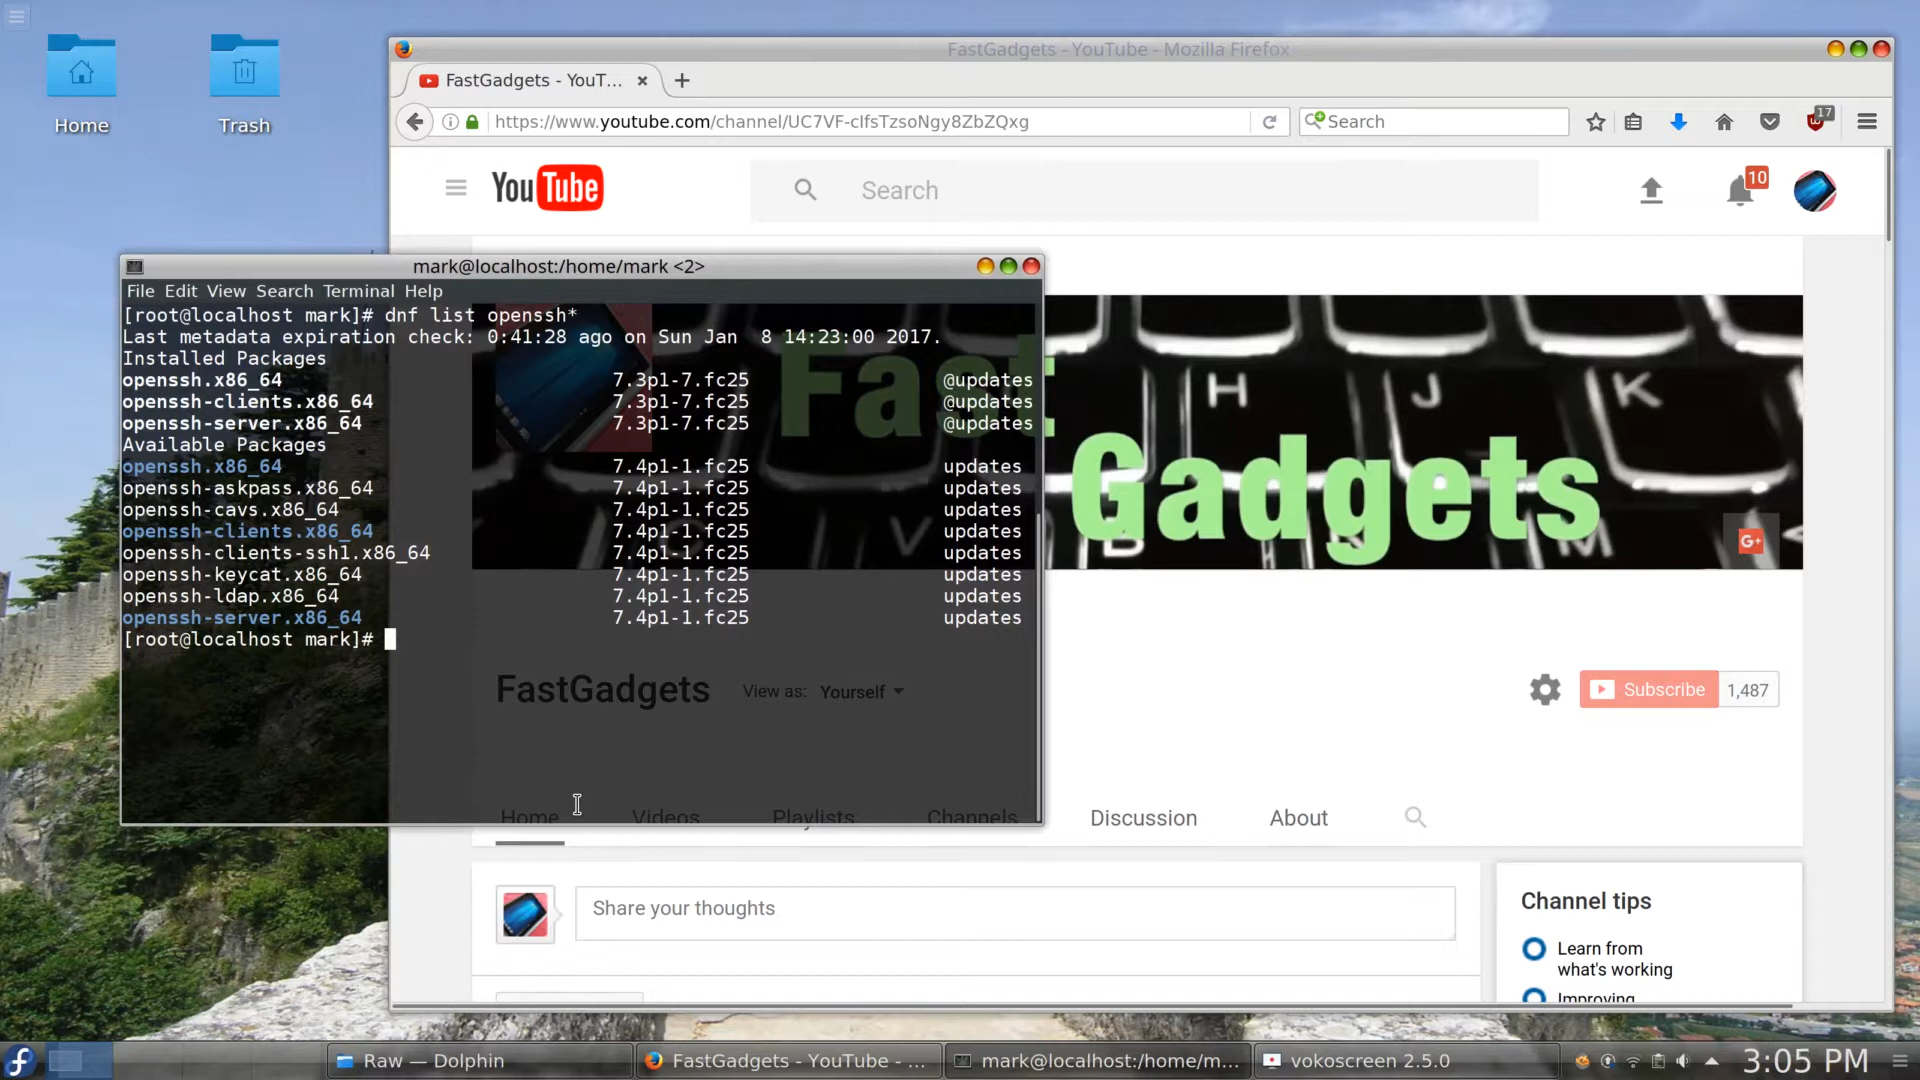 Home
Trash
FastGadgets - YouTube - Mozilla Firefox
FastGadgets - YouT...
https://www.youtube.com/channel/UC7VF-cIfsTzsoNgy8ZbZQxg
Search
17
YouTube
Search
10
mark@localhost:/home/mark <2>
File Edit View Search Terminal Help
[root@localhost mark]# dnf list openssh*
Last metadata expiration check: 0:41:28 ago on Sun Jan  8 14:23:00 2017.
Installed Packages
openssh.x86_64 7.3p1-7.fc25 @updates
openssh-clients.x86_64 7.3p1-7.fc25 @updates
openssh-server.x86_64 7.3p1-7.fc25 @updates
Available Packages
openssh.x86_64 7.4p1-1.fc25 updates
openssh-askpass.x86_64 7.4p1-1.fc25 updates
openssh-cavs.x86_64 7.4p1-1.fc25 updates
openssh-clients.x86_64 7.4p1-1.fc25 updates
openssh-clients-ssh1.x86_64 7.4p1-1.fc25 updates
openssh-keycat.x86_64 7.4p1-1.fc25 updates
openssh-ldap.x86_64 7.4p1-1.fc25 updates
openssh-server.x86_64 7.4p1-1.fc25 updates
[root@localhost mark]#
Fast
Gadgets
H J K
V B M
G+
FastGadgets View as: Yourself
Subscribe 1,487
Home Videos Playlists Channels Discussion About
Share your thoughts
Channel tips
Learn from
what's working
Improving
Raw — Dolphin
FastGadgets - YouTube - ...
mark@localhost:/home/m...
vokoscreen 2.5.0
3:05 PM